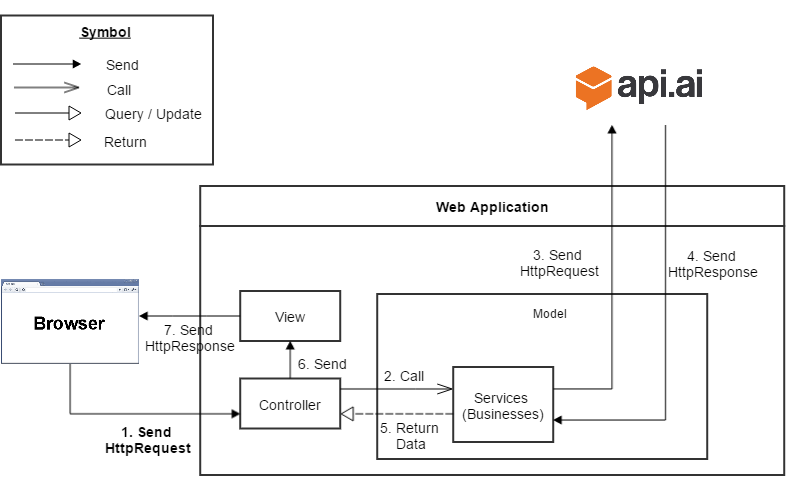 Symbol
Send
Call
Query / Update
Return
api.ai
Web Application
3. Send
HttpRequest
4. Send
HttpResponse
Browser
View
Model
7. Send
HttpResponse
6. Send
2. Call
Controller
Services
(Businesses)
5. Return
Data
1. Send
HttpRequest